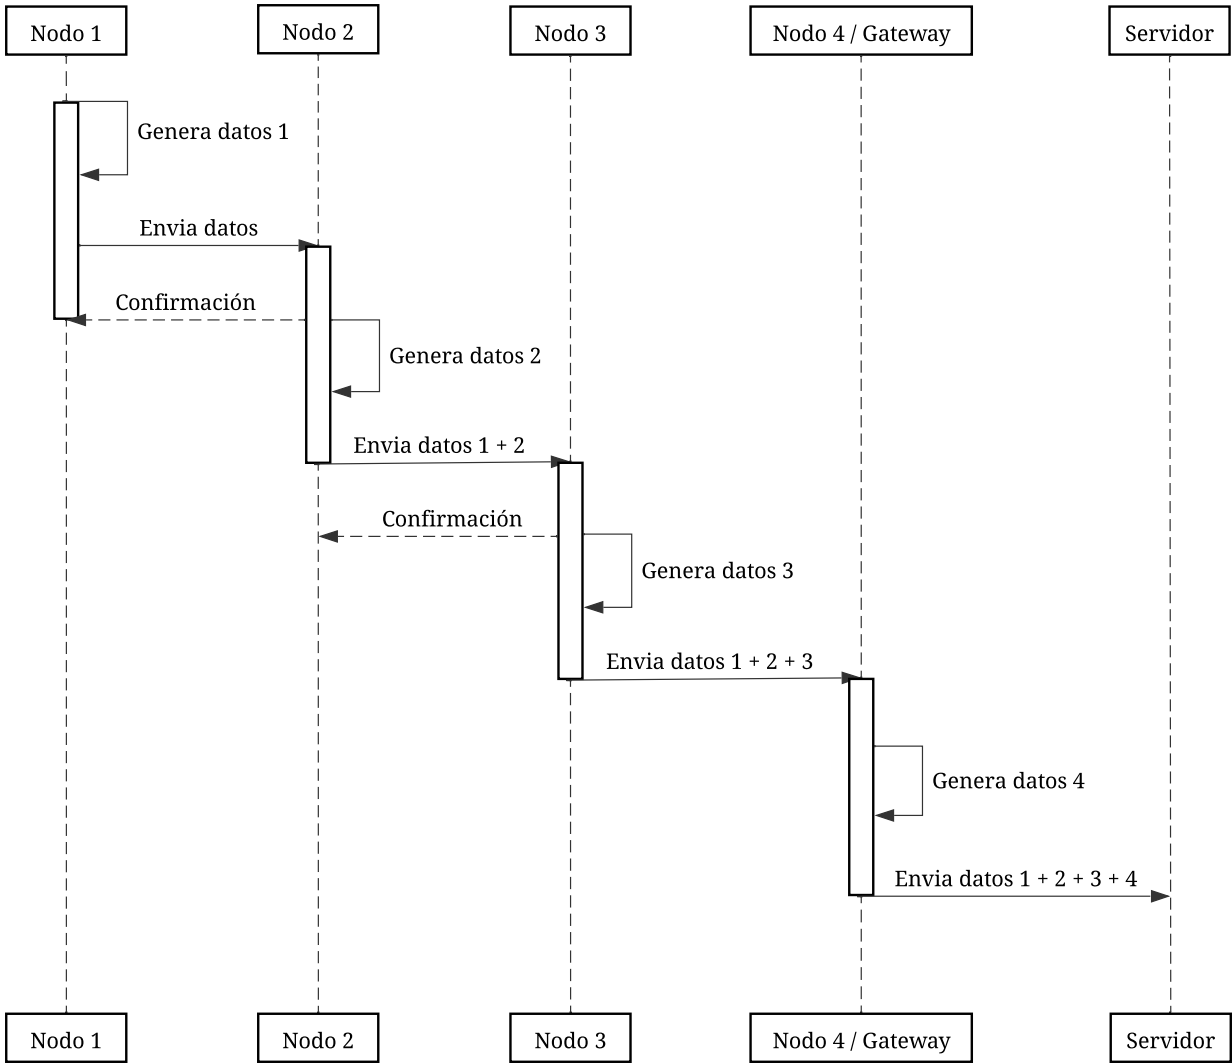 Nodo 1
Nodo 2
Nodo 3
Nodo 4 / Gateway
Servidor
Genera datos 1
Envia datos
Confirmación
Genera datos 2
Envia datos 1 + 2
Confirmación
Genera datos 3
Envia datos 1 + 2 + 3
Genera datos 4
Envia datos 1 + 2 + 3 + 4
Nodo 1
Nodo 2
Nodo 3
Nodo 4 / Gateway
Servidor